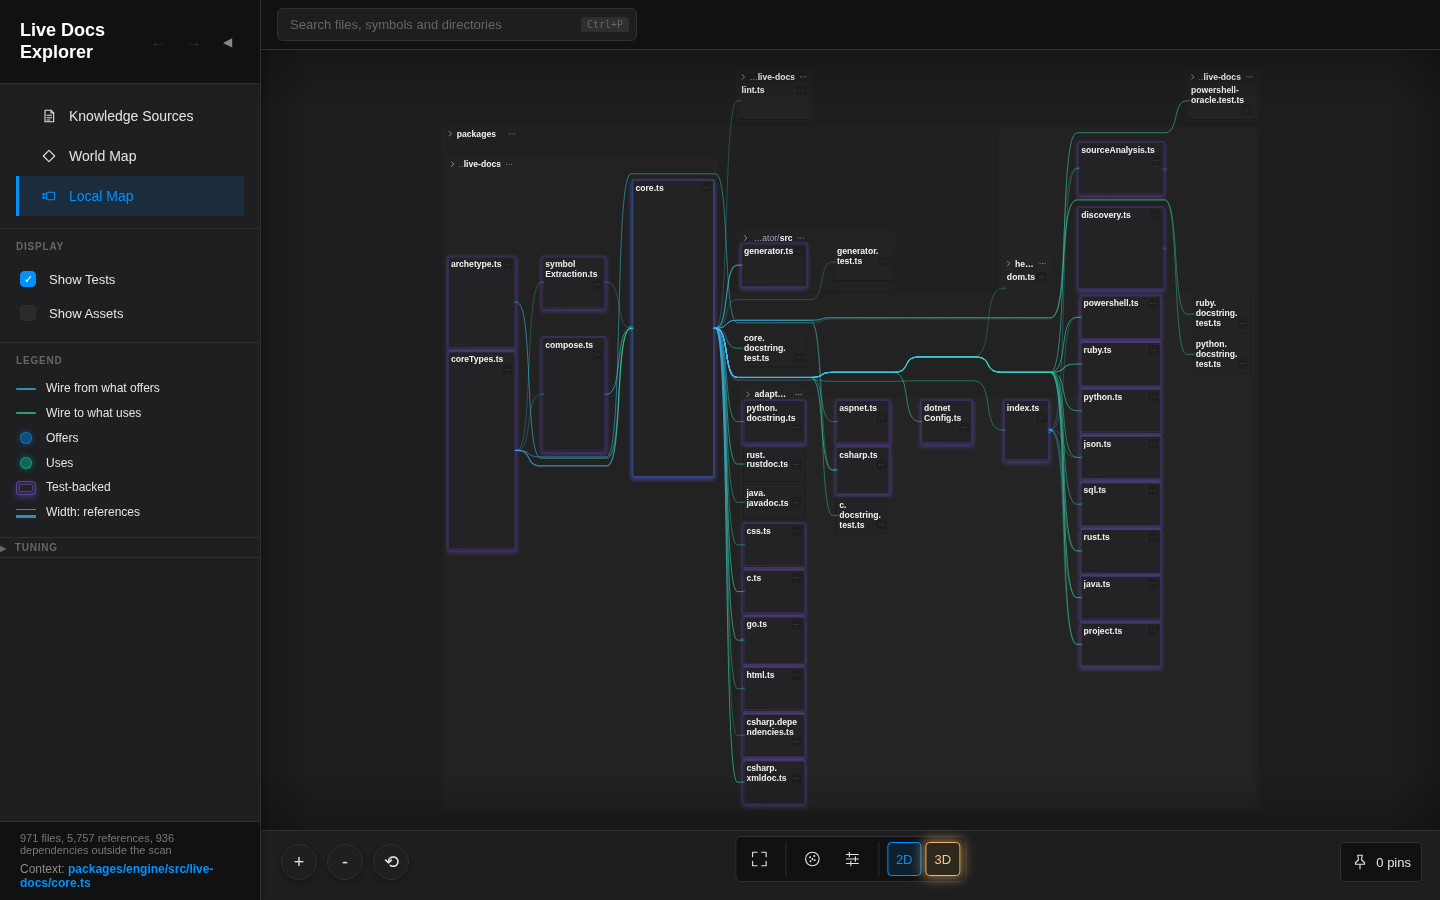 Live Docs
Explorer
← → ◀
Search files, symbols and directories
Ctrl+P
Knowledge Sources
World Map
Local Map
DISPLAY
Show Tests
Show Assets
LEGEND
Wire from what offers
Wire to what uses
Offers
Uses
Test-backed
Width: references
TUNING
971 files, 5,757 references, 936
dependencies outside the scan
Context: packages/engine/src/live-
docs/core.ts
packages ...
..live-docs ...
archetype.ts
coreTypes.ts
symbol
Extraction.ts
compose.ts
core.ts
...live-docs ...
lint.ts
...ator/src ...
generator.ts
generator.
test.ts
core.
docstring.
test.ts
adapt... ...
python.
docstring.ts
rust.
rustdoc.ts
java.
javadoc.ts
css.ts
c.ts
go.ts
html.ts
csharp.depe
ndencies.ts
csharp.
xmldoc.ts
aspnet.ts
csharp.ts
c.
docstring.
test.ts
dotnet
Config.ts
he... ...
dom.ts
index.ts
sourceAnalysis.ts
discovery.ts
powershell.ts
ruby.ts
python.ts
json.ts
sql.ts
rust.ts
java.ts
project.ts
..live-docs ...
powershell-
oracle.test.ts
ruby.
docstring.
test.ts
python.
docstring.
test.ts
+ - ⟲
2D 3D
0 pins